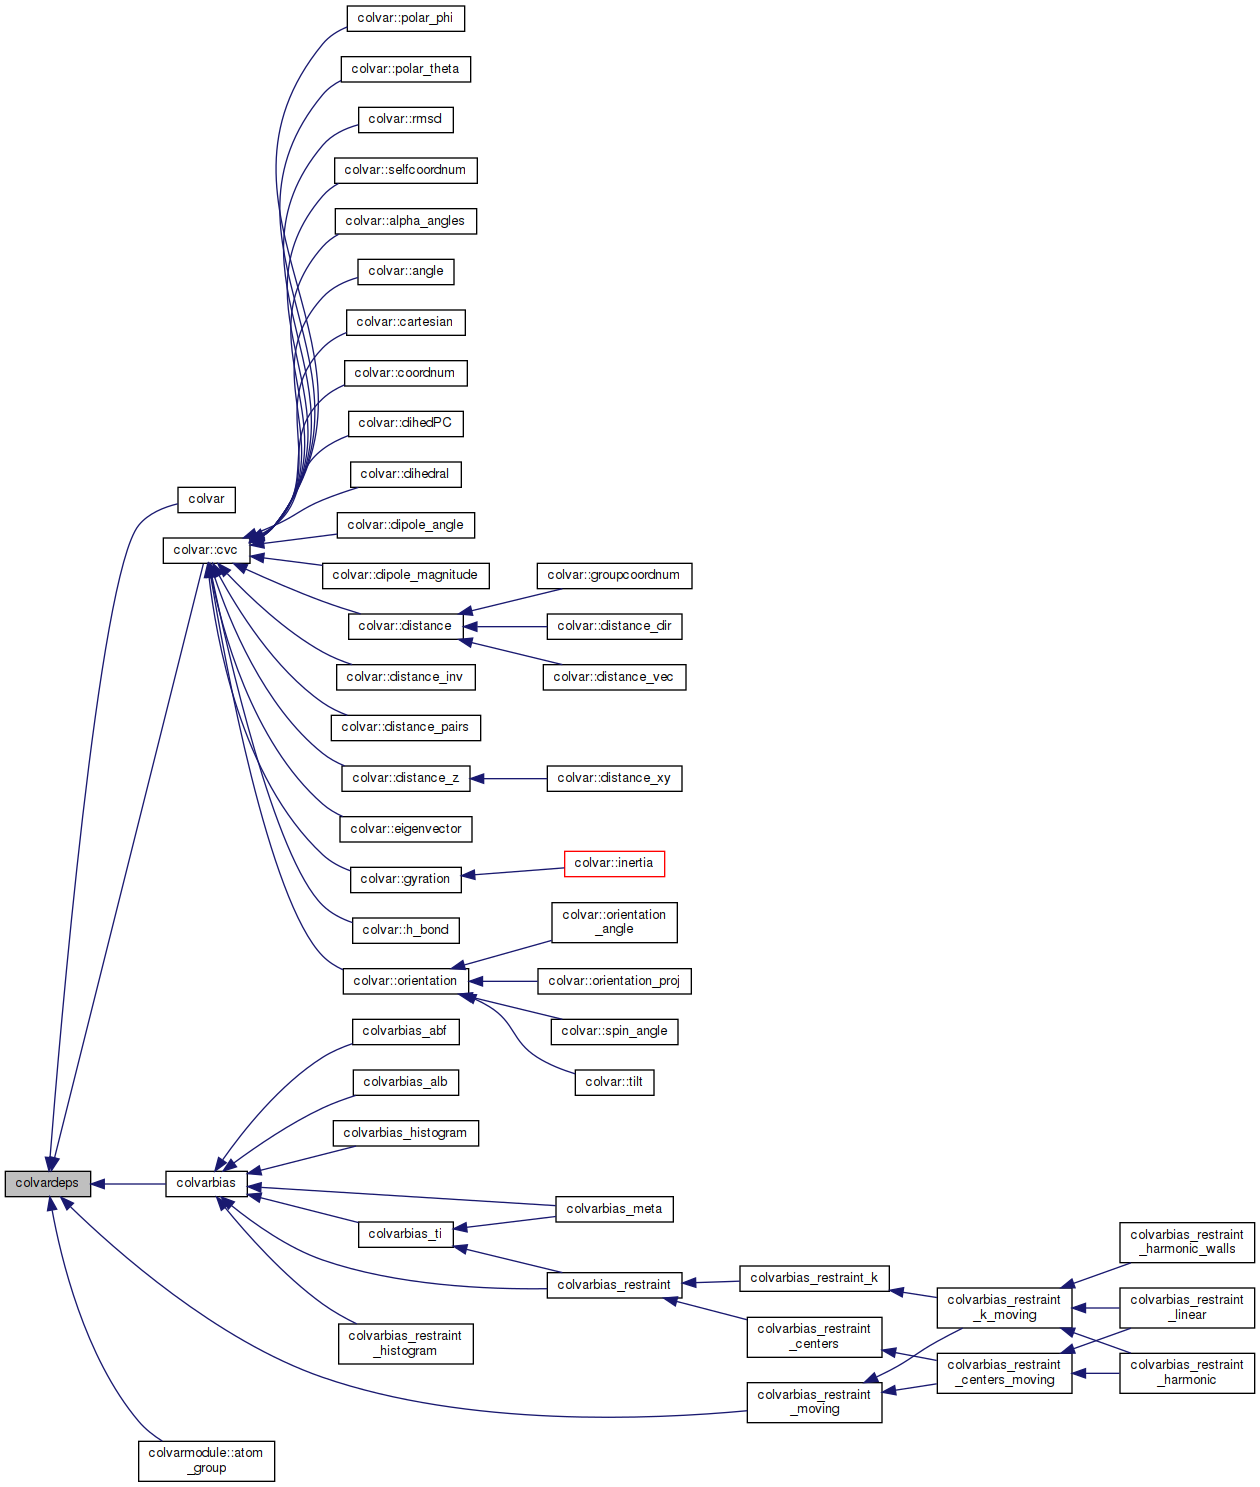 colvar::polar_phi
colvar::polar_theta
colvar::rmsd
colvar::selfcoordnum
colvar::alpha_angles
colvar::angle
colvar::cartesian
colvar::coordnum
colvar::dihedPC
colvar::dihedral
colvar
colvar::dipole_angle
colvar::cvc
colvar::dipole_magnitude
colvar::groupcoordnum
colvar::distance
colvar::distance_dir
colvar::distance_inv
colvar::distance_vec
colvar::distance_pairs
colvar::distance_z
colvar::distance_xy
colvar::eigenvector
colvar::inertia
colvar::gyration
colvar::orientation
_angle
colvar::h_bond
colvar::orientation
colvar::orientation_proj
colvarbias_abf
colvar::spin_angle
colvarbias_alb
colvar::tilt
colvarbias_histogram
colvardeps
colvarbias
colvarbias_meta
colvarbias_ti
colvarbias_restraint
_harmonic_walls
colvarbias_restraint
colvarbias_restraint_k
colvarbias_restraint
_k_moving
colvarbias_restraint
_linear
colvarbias_restraint
_histogram
colvarbias_restraint
_centers
colvarbias_restraint
_centers_moving
colvarbias_restraint
_harmonic
colvarbias_restraint
_moving
colvarmodule::atom
_group